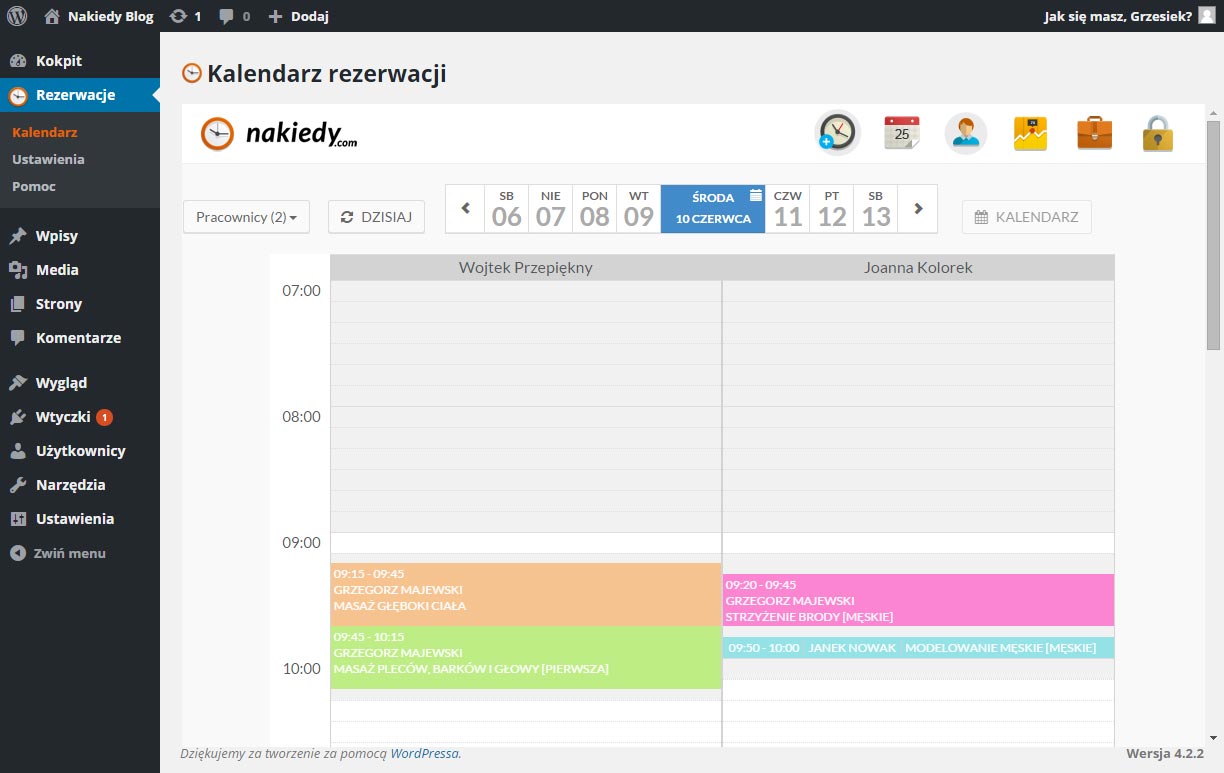 Nakiedy Blog 1 0 Dodaj Jak się masz, Grzesiek?
Kokpit
Rezerwacje
Kalendarz
Ustawienia
Pomoc
Wpisy
Media
Strony
Komentarze
Wygląd
Wtyczki 1
Użytkownicy
Narzędzia
Ustawienia
Zwiń menu
Kalendarz rezerwacji
nakiedy.com
25
Pracownicy (2)
DZISIAJ
SB NIE PON WT ŚRODA CZW PT SB
06 07 08 09 10 CZERWCA 11 12 13
KALENDARZ
Wojtek Przepiękny Joanna Kolorek
07:00
08:00
09:00
09:15 - 09:45
GRZEGORZ MAJEWSKI
MASAŻ GŁĘBOKI CIAŁA
09:20 - 09:45
GRZEGORZ MAJEWSKI
STRZYŻENIE BRODY [MĘSKIE]
09:45 - 10:15
GRZEGORZ MAJEWSKI
MASAŻ PLECÓW, BARKÓW I GŁOWY [PIERWSZA]
09:50 - 10:00 JANEK NOWAK MODELOWANIE MĘSKIE [MĘSKIE]
10:00
Dziękujemy za tworzenie za pomocą WordPressa.
Wersja 4.2.2